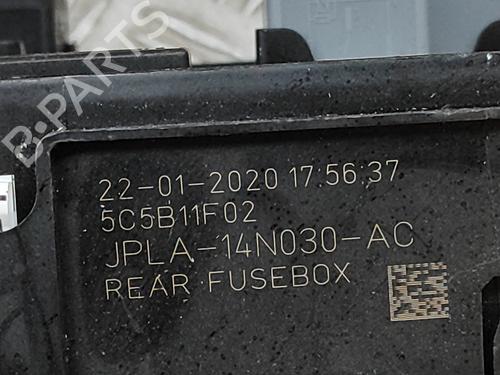 B-PARTS
22-01-2020 17:56:37
5C5B11F02
JPLA-14N030-AC
REAR FUSEBOX